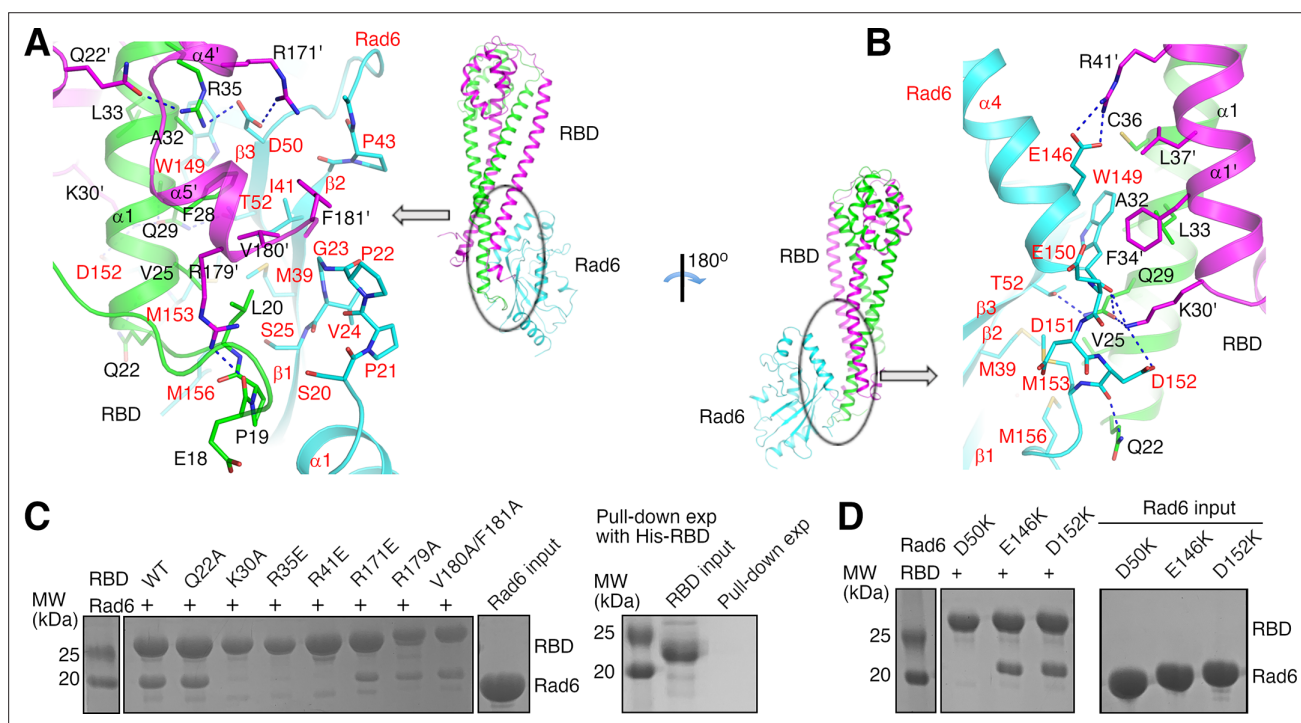 A
Q22'
α4'
R171'
Rad6
R35
L33
A32
D50
P43
W149
β3
K30'
α5'
T52
I41
β2
α1
F28
F181'
Q29
V180'
G23
P22
D152
V25
R179'
M39
M153
L20
S25
V24
Q22
β1
P21
M156
S20
RBD
P19
E18
α1
RBD
Rad6
180º
RBD
Rad6
B
R41'
Rad6
α4
C36
α1
E146
L37'
W149
α1'
A32
L33
E150
F34'
T52
Q29
β3
K30'
β2
D151
V25
RBD
M39
M153
D152
M156
β1
Q22
C
RBD WT Q22A K30A R35E R41E R171E R179A V180A/F181A Rad6 input
MW (kDa)
Rad6 + + + + + + + +
25
20
RBD
Rad6
Pull-down exp
with His-RBD
MW (kDa)
RBD input
Pull-down exp
25
20
D
Rad6 D50K E146K D152K
RBD + + +
MW (kDa)
25
20
Rad6 input
D50K E146K D152K
RBD
Rad6